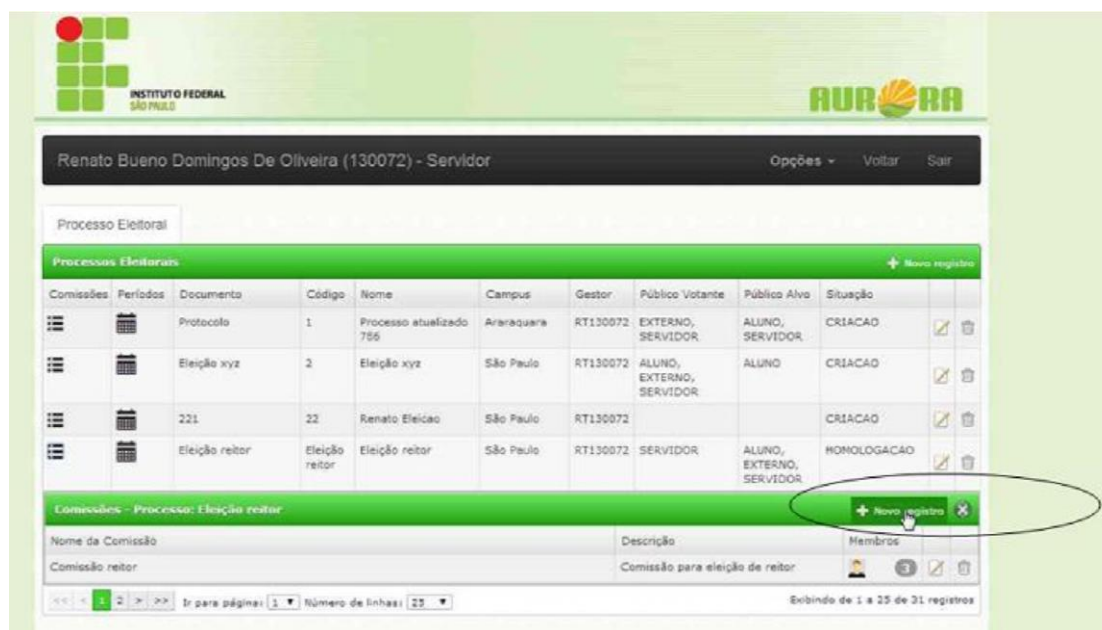 INSTITUTO FEDERAL
SÃO PAULO
AURORA
Renato Bueno Domingos De Oliveira (130072) - Servidor Opções Voltar Sair
Processo Eleitoral
Processos Eleitorais + Novo registro
Comissões Períodos Documento Código Nome Campus Gestor Público Votante Público Alvo Situação
Protocolo 1 Processo atualizado 786 Araraquara RT130072 EXTERNO, SERVIDOR ALUNO, SERVIDOR CRIACAO
Eleição xyz 2 Eleição xyz São Paulo RT130072 ALUNO, EXTERNO, SERVIDOR ALUNO CRIACAO
221 22 Renato Eleicao São Paulo RT130072 CRIACAO
Eleição reitor Eleição reitor Eleição reitor São Paulo RT130072 SERVIDOR ALUNO, EXTERNO, SERVIDOR HOMOLOGACAO
Comissões - Processo: Eleição reitor + Novo registro
Nome da Comissão Descrição Membros
Comissão reitor Comissão para eleição de reitor 3
<< < 1 2 > >> Ir para página: 1 Número de linhas: 25 Exibindo de 1 a 25 de 31 registros